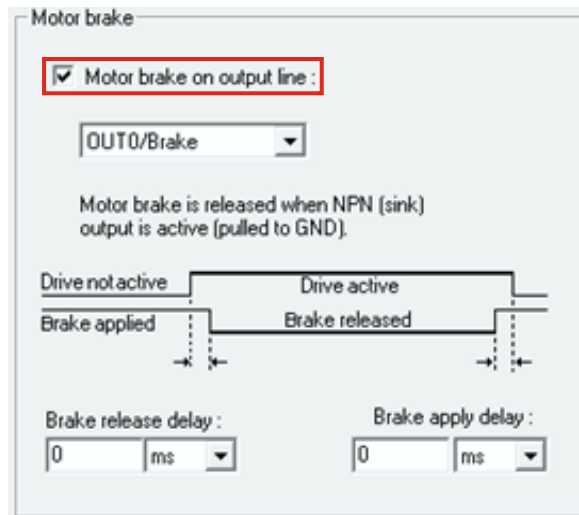 Motor brake
Motor brake on output line :
OUT0/Brake
Motor brake is released when NPN (sink)
output is active (pulled to GND).
Drive not active Drive active
Brake applied Brake released
Brake release delay : Brake apply delay :
0 ms 0 ms